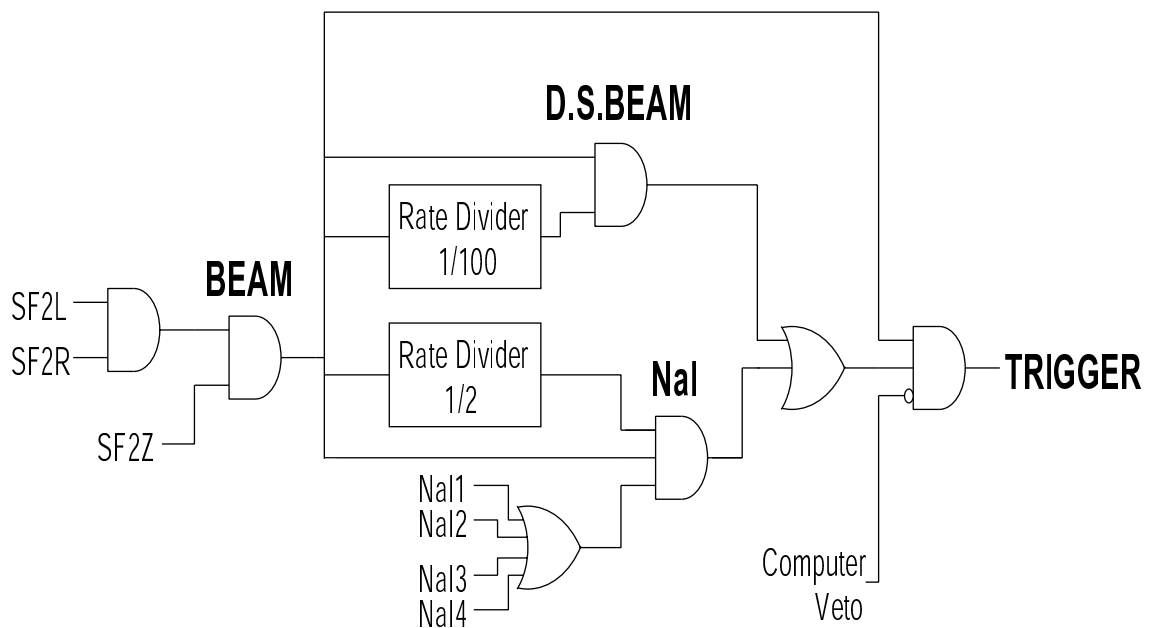 D.S.BEAM
Rate Divider
1/100
BEAM
SF2L
SF2R
SF2Z
Rate Divider
1/2
NaI
TRIGGER
NaI1
NaI2
NaI3
NaI4
Computer
Veto